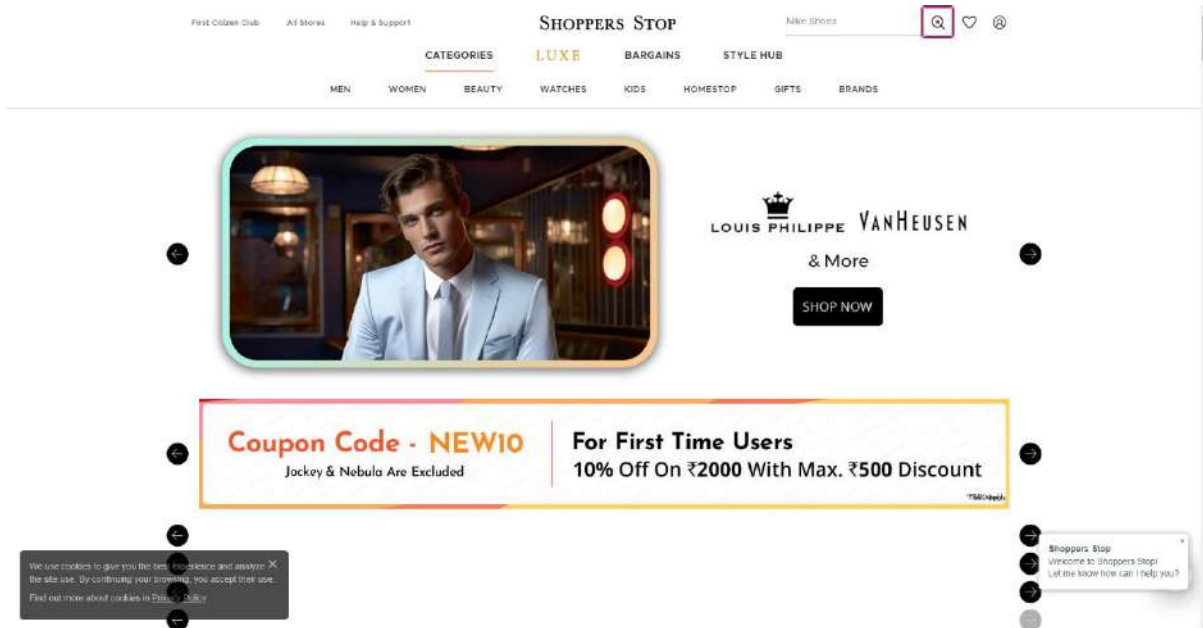 First Citizen Club All Stores Help & Support SHOPPERS STOP Nike Shoes
CATEGORIES LUXE BARGAINS STYLE HUB
MEN WOMEN BEAUTY WATCHES KIDS HOMESTOP GIFTS BRANDS
LOUIS PHILIPPE VANHEUSEN
& More
SHOP NOW
Coupon Code - NEW10
Jockey & Nebula Are Excluded
For First Time Users
10% Off On ₹2000 With Max. ₹500 Discount
We use cookies to give you the best experience and analyze
the site use. By continuing your browsing, you accept their use.
Find out more about cookies in Privacy Policy
Shoppers Stop
Welcome to Shoppers Stop!
Let me know how can I help you?